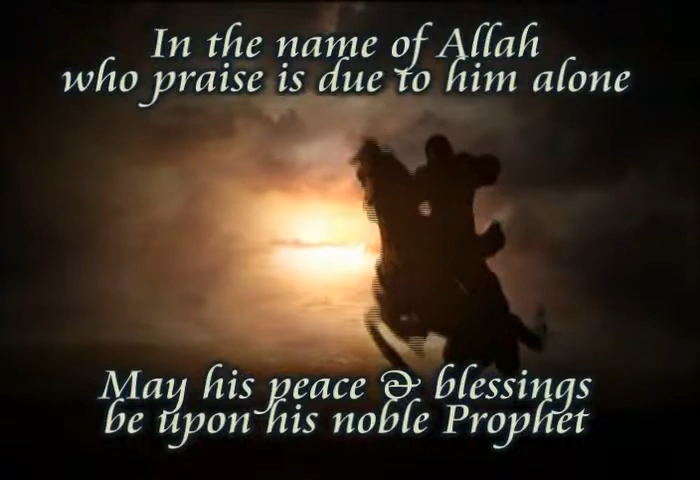 In the name of Allah
who praise is due to him alone
May his peace & blessings
be upon his noble Prophet